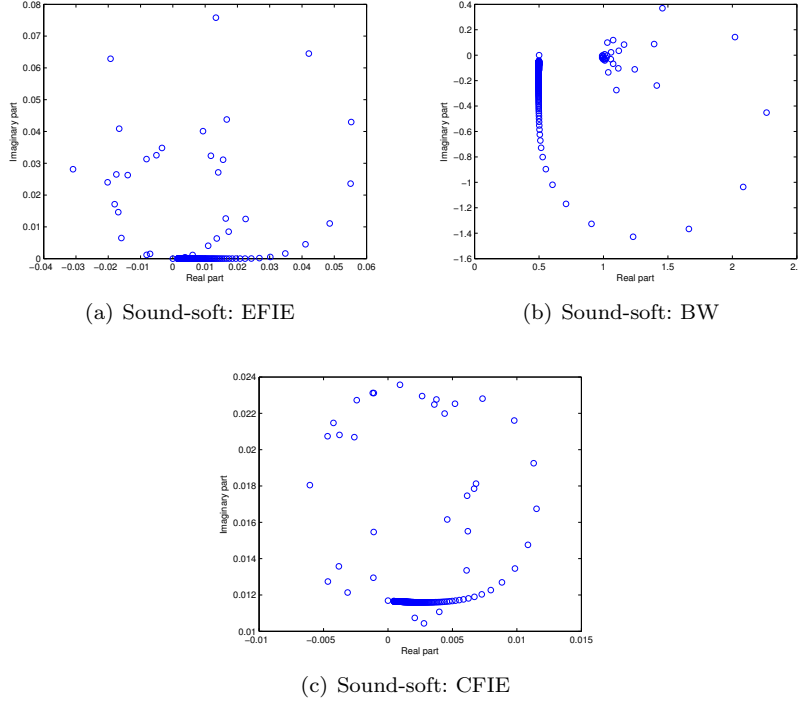 0.08
0.07
0.06
0.05
0.04
0.03
0.02
0.01
0
−0.04 −0.03 −0.02 −0.01 0 0.01 0.02 0.03 0.04 0.05 0.06
Real part
Imaginary part
(a) Sound-soft: EFIE
0.4
0.2
0
−0.2
−0.4
−0.6
−0.8
−1
−1.2
−1.4
−1.6
0 0.5 1 1.5 2 2.5
Real part
Imaginary part
(b) Sound-soft: BW
0.024
0.022
0.02
0.018
0.016
0.014
0.012
0.01
−0.01 −0.005 0 0.005 0.01 0.015
Real part
Imaginary part
(c) Sound-soft: CFIE